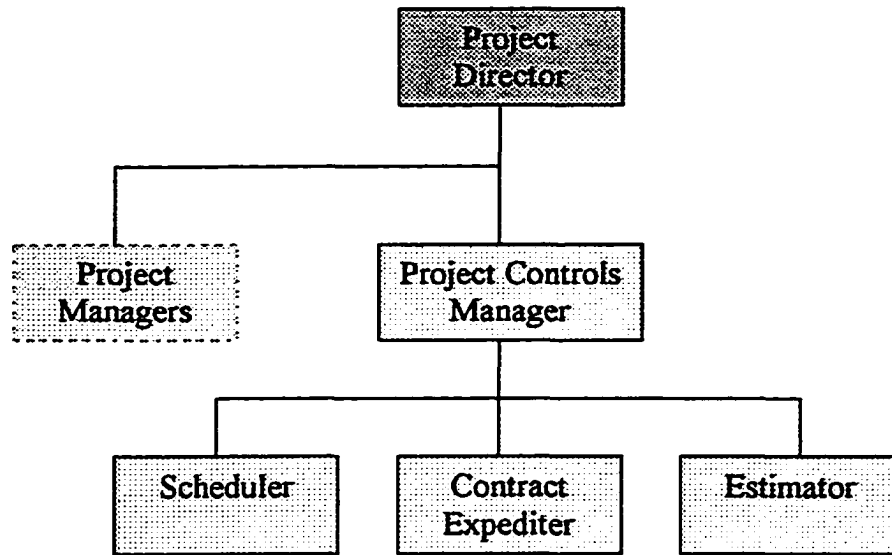 Project
Director
Project
Managers
Project Controls
Manager
Scheduler
Contract
Expediter
Estimator